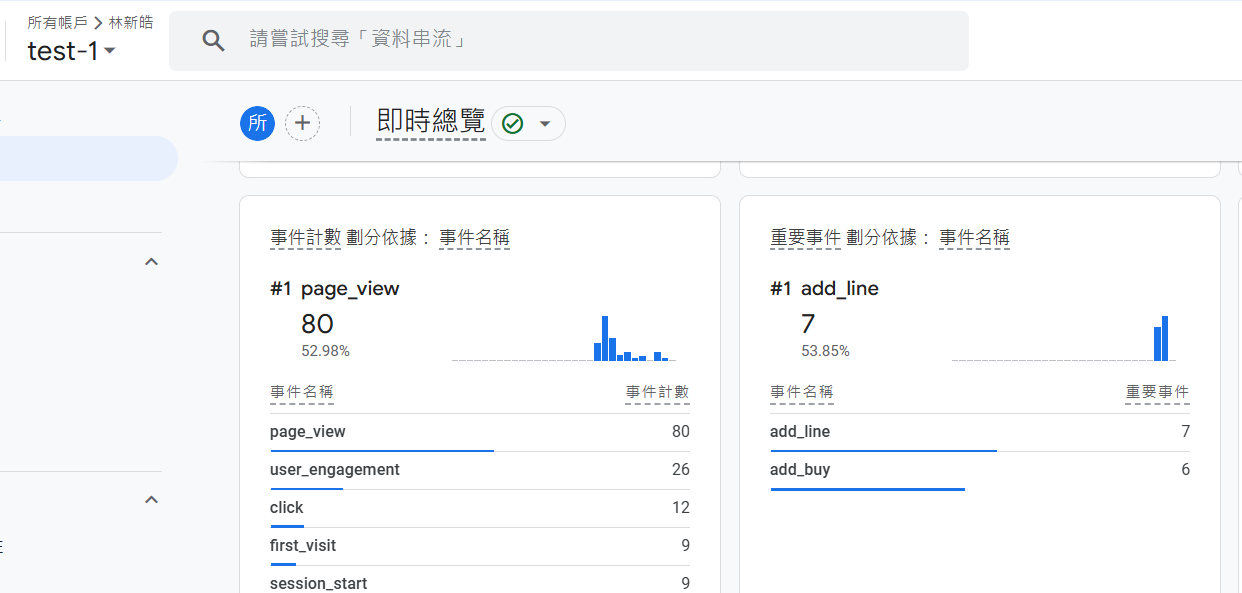 所有帳戶 > 林新皓
test-1
請嘗試搜尋「資料串流」
所
即時總覽
事件計數 劃分依據： 事件名稱
#1 page_view
80
52.98%
事件名稱 事件計數
page_view 80
user_engagement 26
click 12
first_visit 9
session_start 9
重要事件 劃分依據： 事件名稱
#1 add_line
7
53.85%
事件名稱 重要事件
add_line 7
add_buy 6